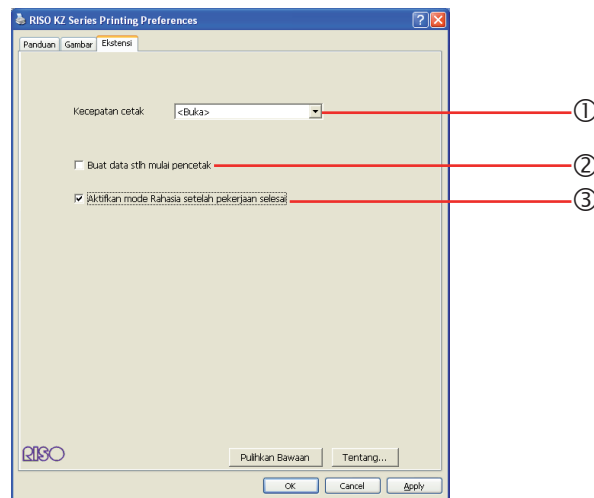 RISO KZ Series Printing Preferences
Panduan Gambar Ekstensi
Kecepatan cetak <Buka> ①
Buat data stlh mulai pencetak ②
Aktifkan mode Rahasia setelah pekerjaan selesai ③
RISO Pulihkan Bawaan Tentang...
OK Cancel Apply